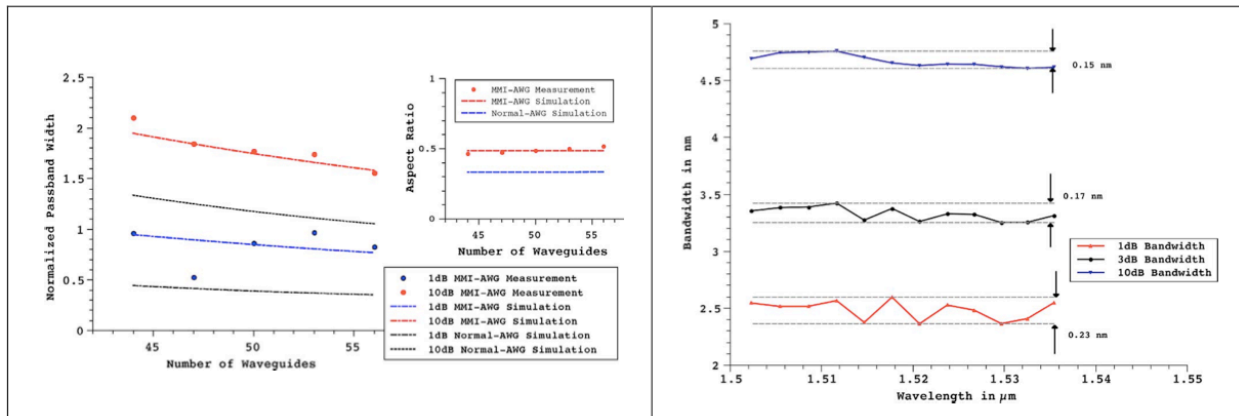 2.5
2
1.5
1
0.5
0
45
50
55
Normalized Passband Width
Number of Waveguides
1
0.5
0
45
50
55
Aspect Ratio
Number of Waveguides
MMI-AWG Measurement
MMI-AWG Simulation
Normal-AWG Simulation
1dB MMI-AWG Measurement
10dB MMI-AWG Measurement
1dB MMI-AWG Simulation
10dB MMI-AWG Simulation
1dB Normal-AWG Simulation
10dB Normal-AWG Simulation
5
4.5
4
3.5
3
2.5
2
1.5
1.51
1.52
1.53
1.54
1.55
Bandwidth in nm
Wavelength in μm
0.15 nm
0.17 nm
1dB Bandwidth
3dB Bandwidth
10dB Bandwidth
0.23 nm